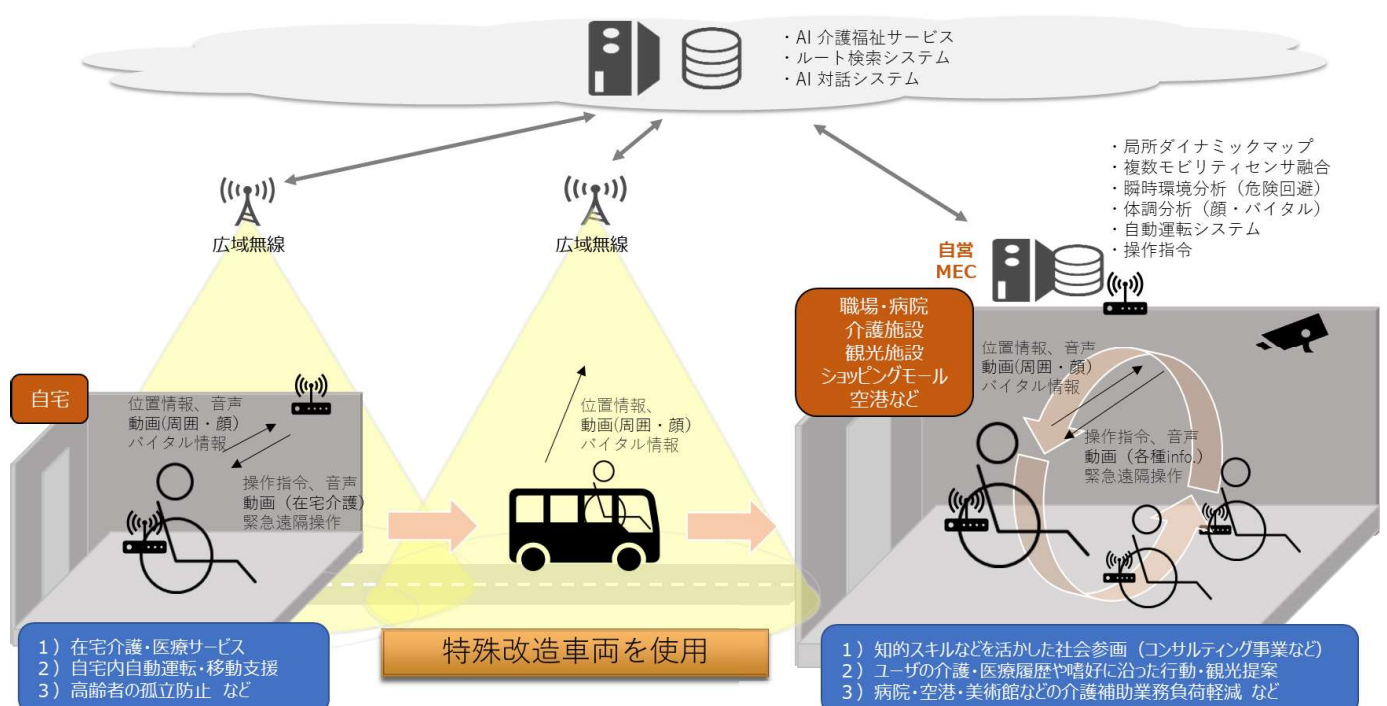 ・AI 介護福祉サービス
・ルート検索システム
・AI 対話システム
広域無線
広域無線
・局所ダイナミックマップ
・複数モビリティセンサ融合
・瞬時環境分析（危険回避）
・体調分析（顔・バイタル）
・自動運転システム
・操作指令
自営
MEC
職場・病院
介護施設
観光施設
ショッピングモール
空港など
自宅
位置情報、音声
動画(周囲・顔)
バイタル情報
操作指令、音声
動画（在宅介護）
緊急遠隔操作
位置情報、
動画(周囲・顔)
バイタル情報
位置情報、音声
動画(周囲・顔)
バイタル情報
操作指令、音声
動画（各種info.）
緊急遠隔操作
1）在宅介護・医療サービス
2）自宅内自動運転・移動支援
3）高齢者の孤立防止 など
特殊改造車両を使用
1）知的スキルなどを活かした社会参画（コンサルティング事業など）
2）ユーザの介護・医療履歴や嗜好に沿った行動・観光提案
3）病院・空港・美術館などの介護補助業務負荷軽減 など